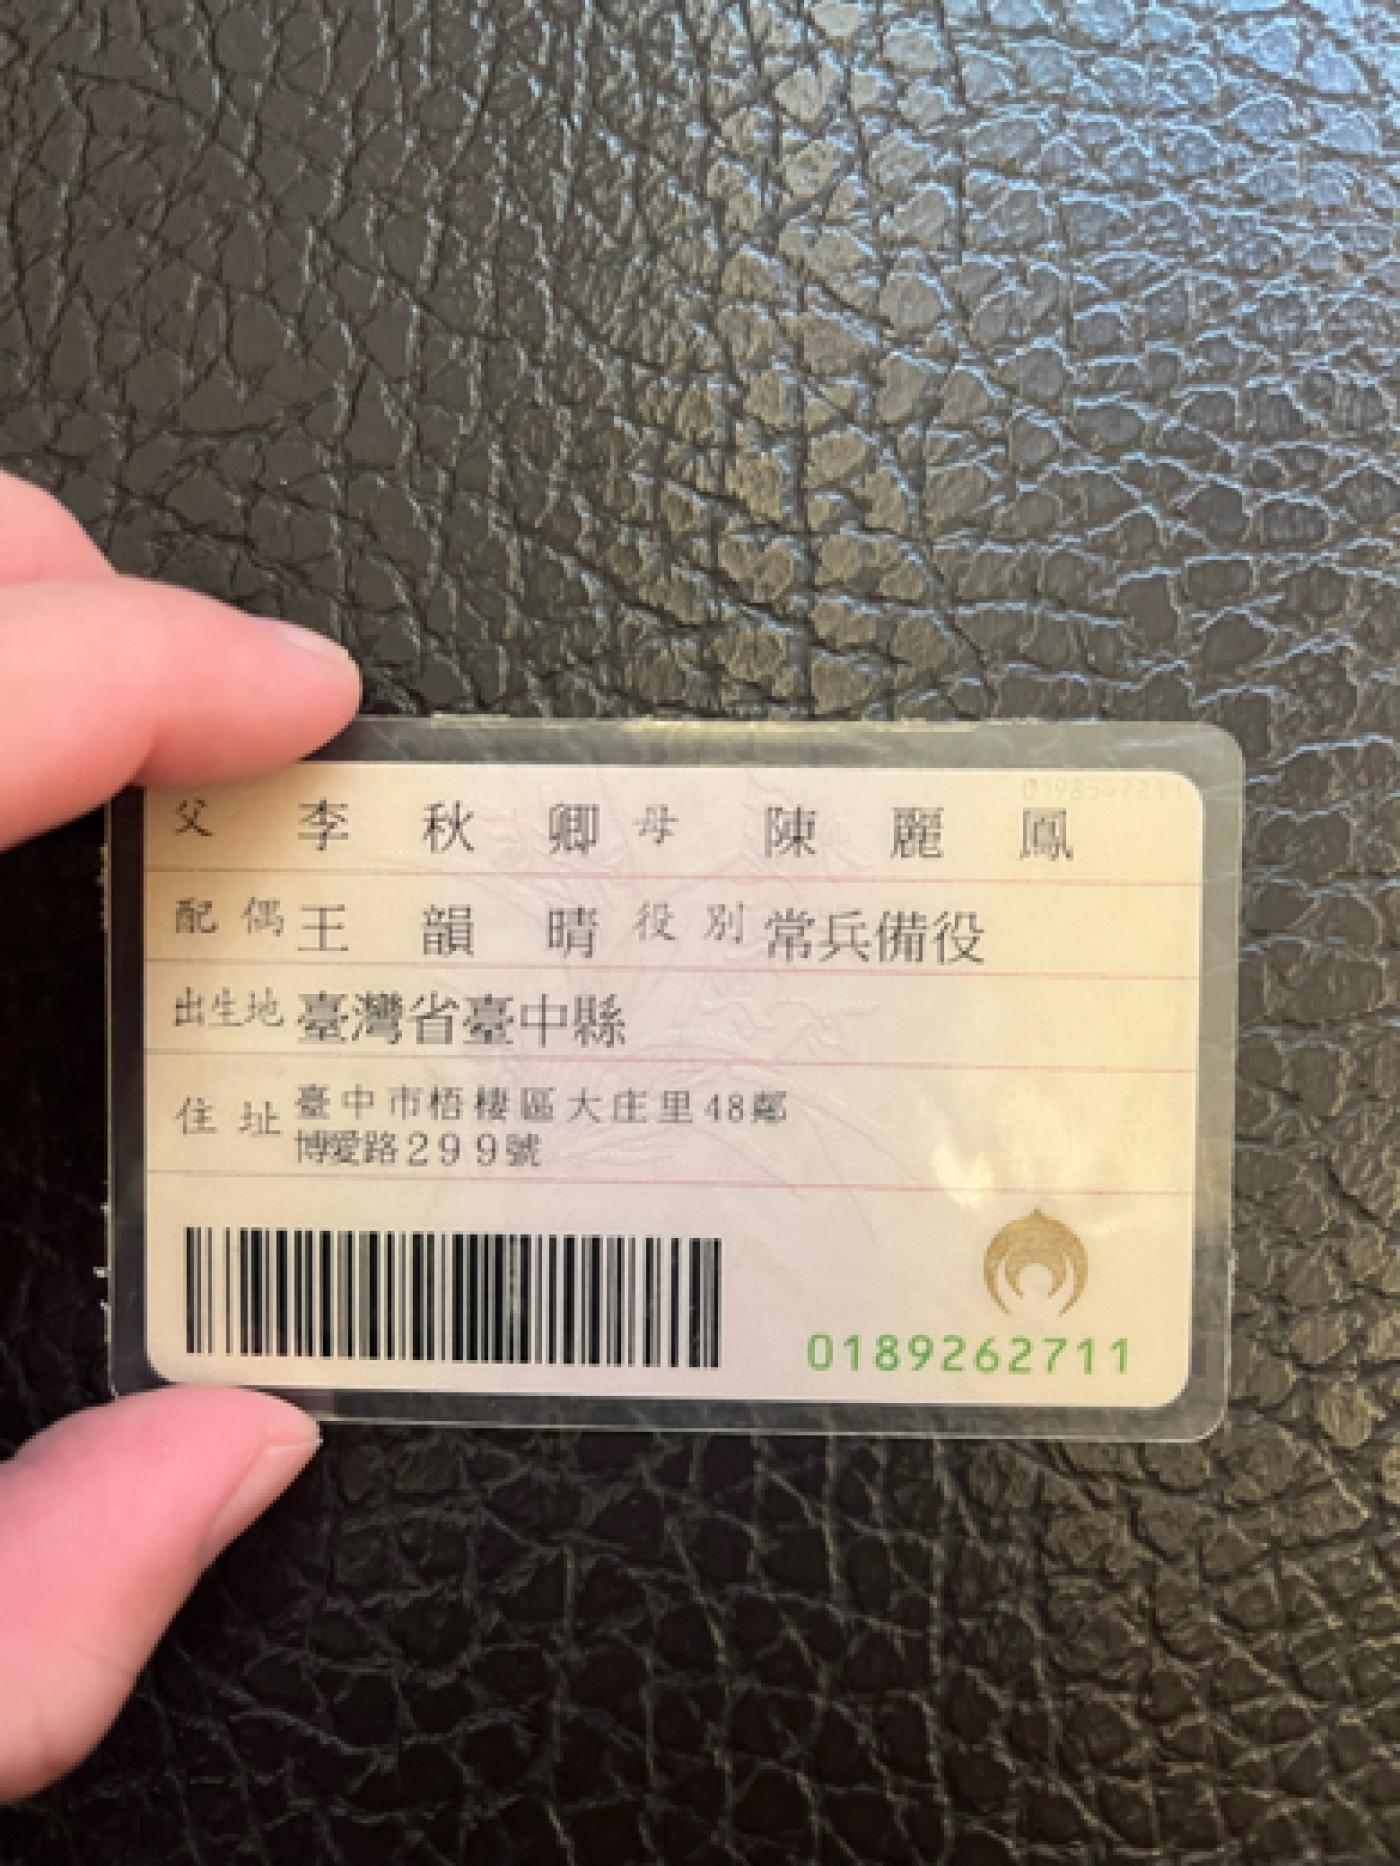 父 李秋卿 母 陳麗鳳
配偶 王韻晴 役別 常兵備役
出生地 臺灣省臺中縣
住址 臺中市梧棲區大庄里48鄰
博愛路299號
0189262711